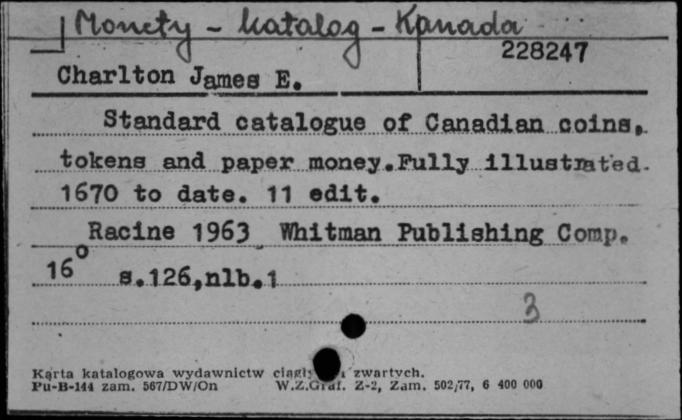 Monety - katalog - Kanada
228247
Charlton James E.
Standard catalogue of Canadian coins,
tokens and paper money.Fully illustrated.
1670 to date. 11 edit.
Racine 1963 Whitman Publishing Comp.
16° s.126,nlb.1
3
Karta katalogowa wydawnictw zwartych.
Pu-B-144 zam. 567/DW/On W.Z.Graf. Z-2, Zam. 502/77, 6 400 000